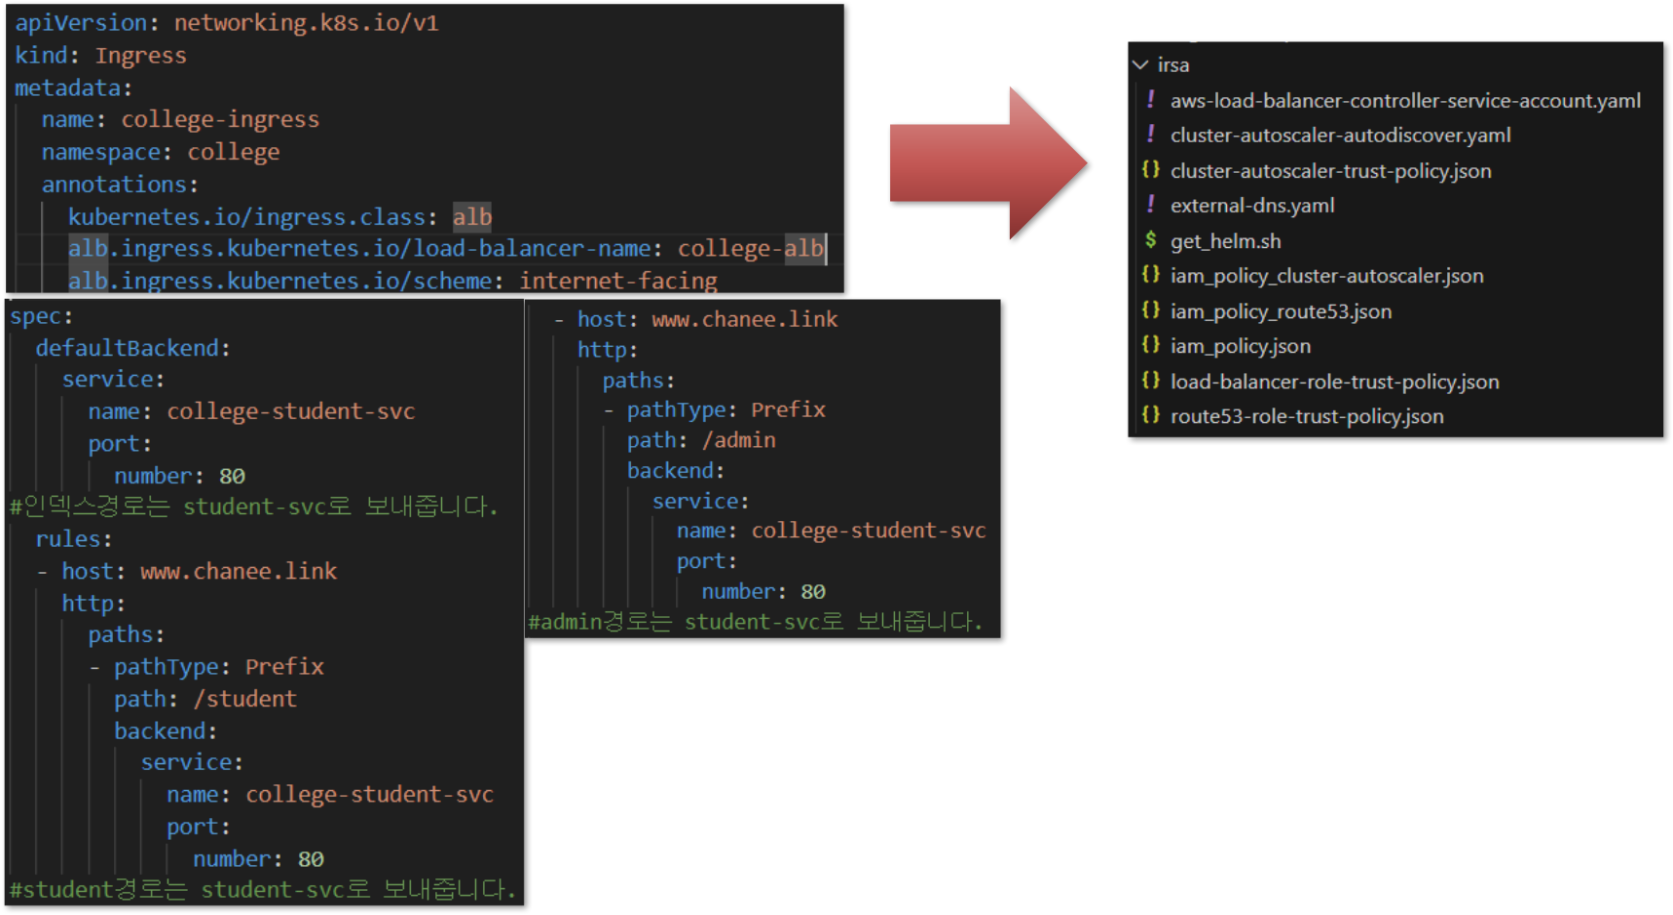 apiVersion: networking.k8s.io/v1
kind: Ingress
metadata:
  name: college-ingress
  namespace: college
  annotations:
    kubernetes.io/ingress.class: alb
    alb.ingress.kubernetes.io/load-balancer-name: college-alb
    alb.ingress.kubernetes.io/scheme: internet-facing
spec:
  defaultBackend:
    service:
      name: college-student-svc
      port:
        number: 80
#인덱스경로는 student-svc로 보내줍니다.
  rules:
  - host: www.chanee.link
    http:
      paths:
      - pathType: Prefix
        path: /student
        backend:
          service:
            name: college-student-svc
            port:
              number: 80
#student경로는 student-svc로 보내줍니다.
  - host: www.chanee.link
    http:
      paths:
      - pathType: Prefix
        path: /admin
        backend:
          service:
            name: college-student-svc
            port:
              number: 80
#admin경로는 student-svc로 보내줍니다.
irsa
! aws-load-balancer-controller-service-account.yaml
! cluster-autoscaler-autodiscover.yaml
{} cluster-autoscaler-trust-policy.json
! external-dns.yaml
$ get_helm.sh
{} iam_policy_cluster-autoscaler.json
{} iam_policy_route53.json
{} iam_policy.json
{} load-balancer-role-trust-policy.json
{} route53-role-trust-policy.json